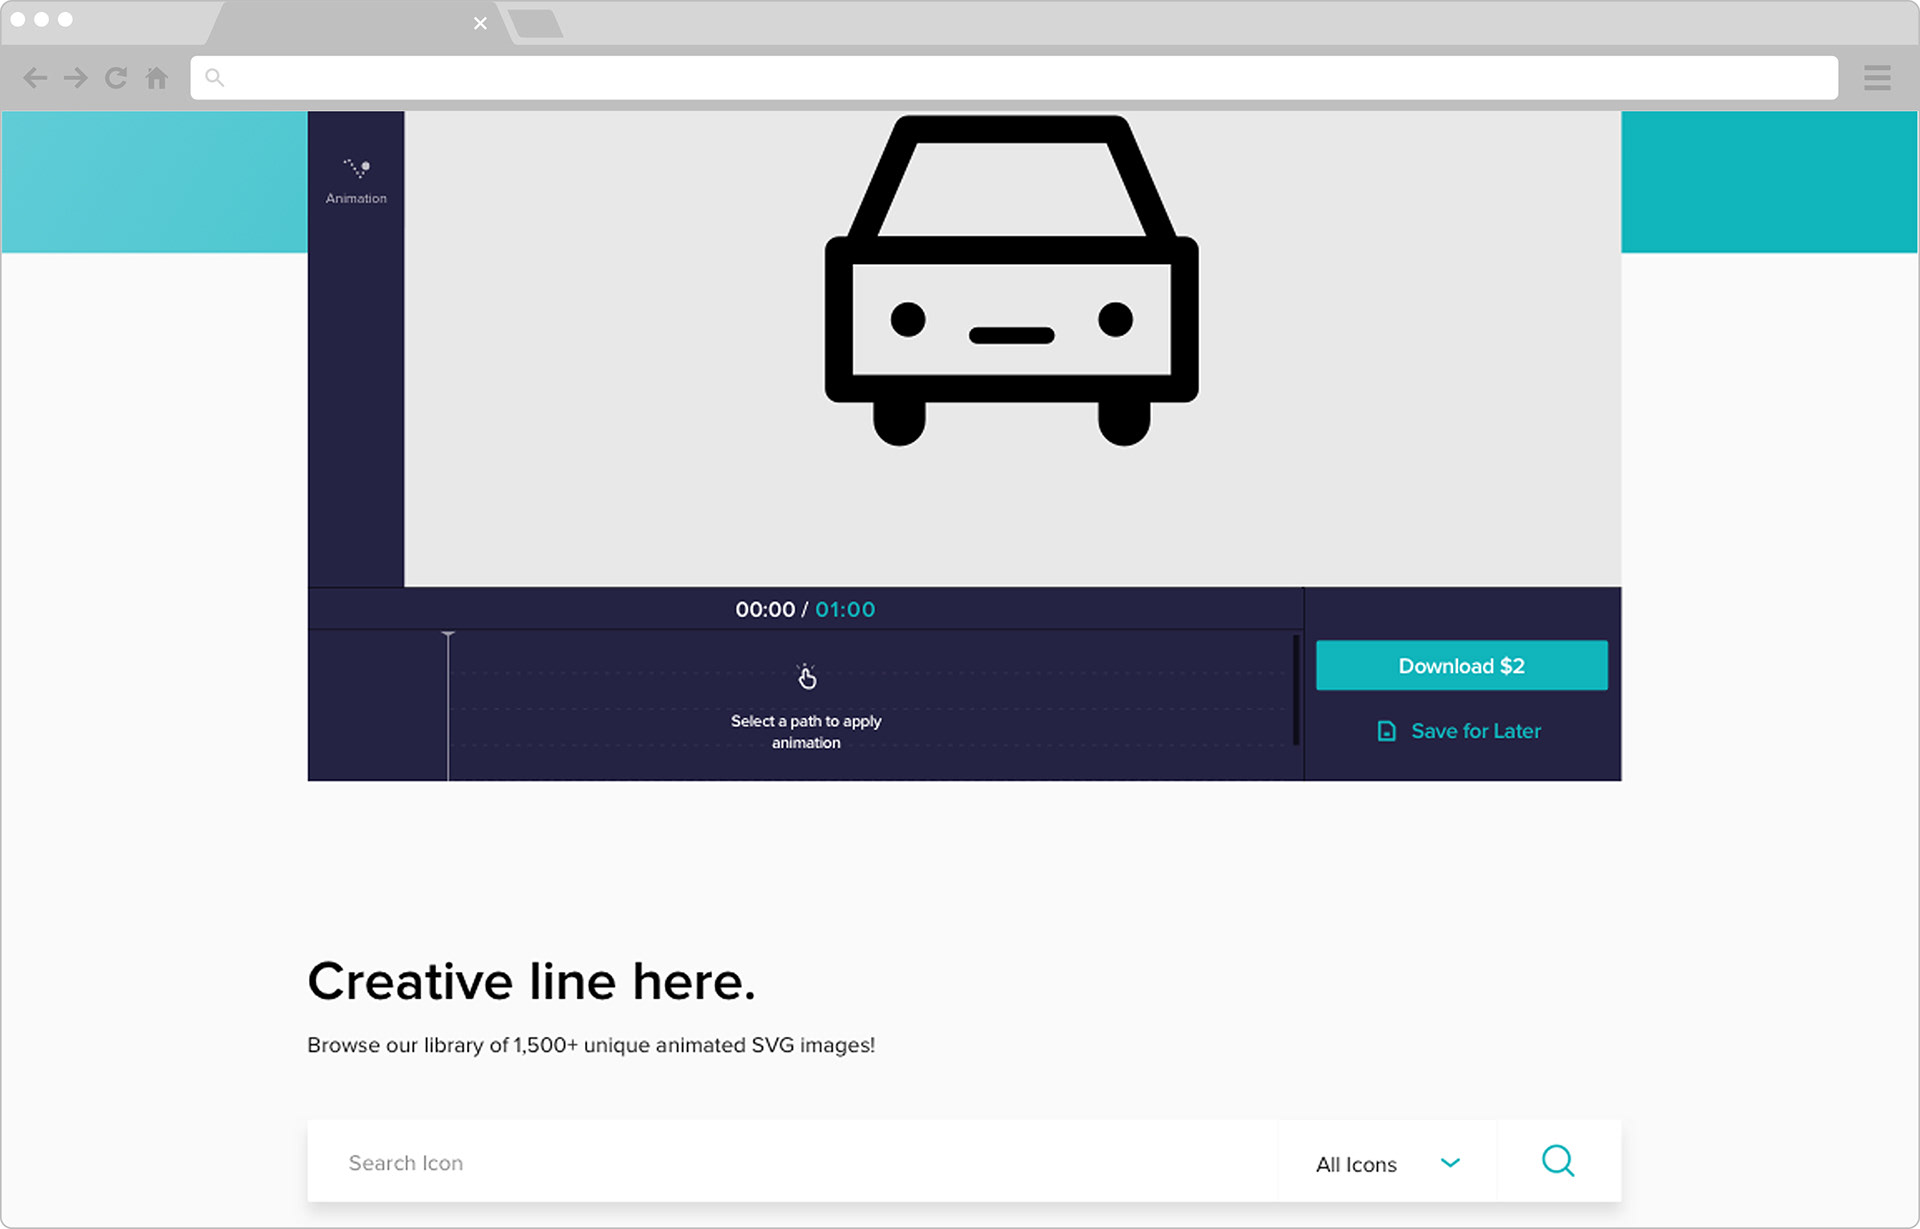 Animation
00:00 / 01:00
Select a path to apply
animation
Download $2
Save for Later
Creative line here.
Browse our library of 1,500+ unique animated SVG images!
Search Icon
All Icons